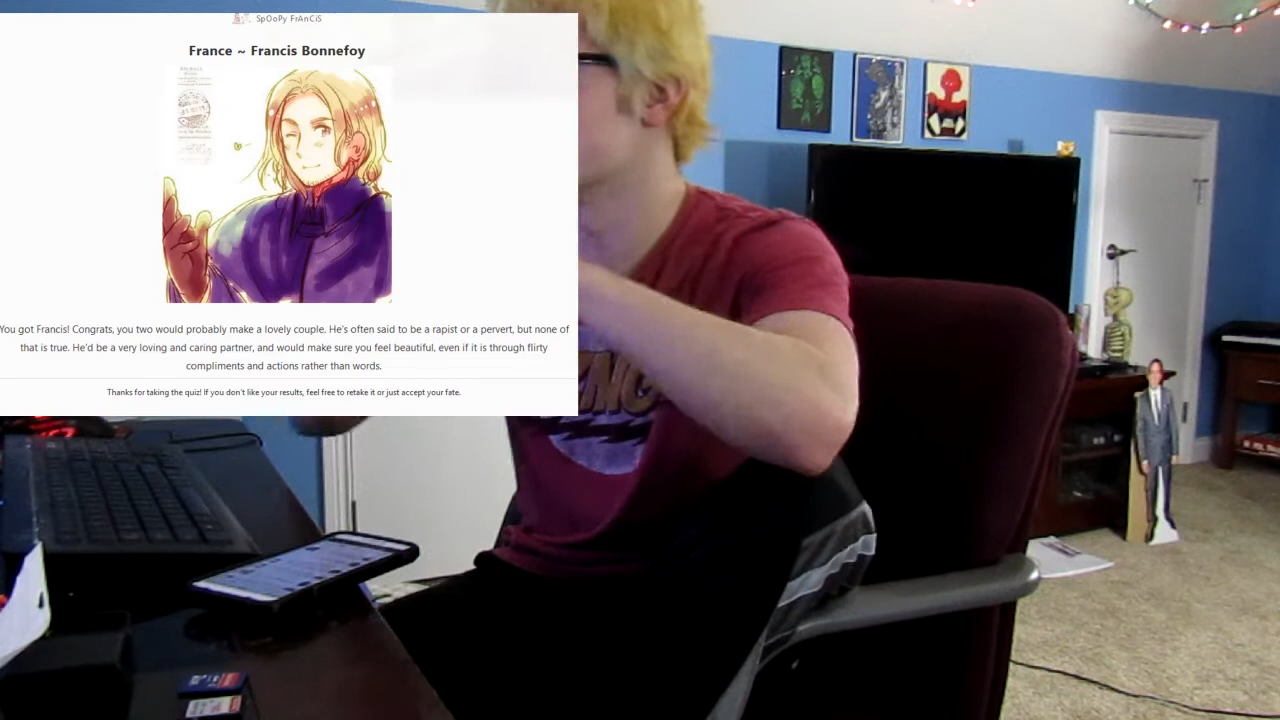 SpOoPy FrAnCiS
France ~ Francis Bonnefoy
You got Francis! Congrats, you two would probably make a lovely couple. He's often said to be a rapist or a pervert, but none of
that is true. He'd be a very loving and caring partner, and would make sure you feel beautiful, even if it is through flirty
compliments and actions rather than words.
Thanks for taking the quiz! If you don't like your results, feel free to retake it or just accept your fate.